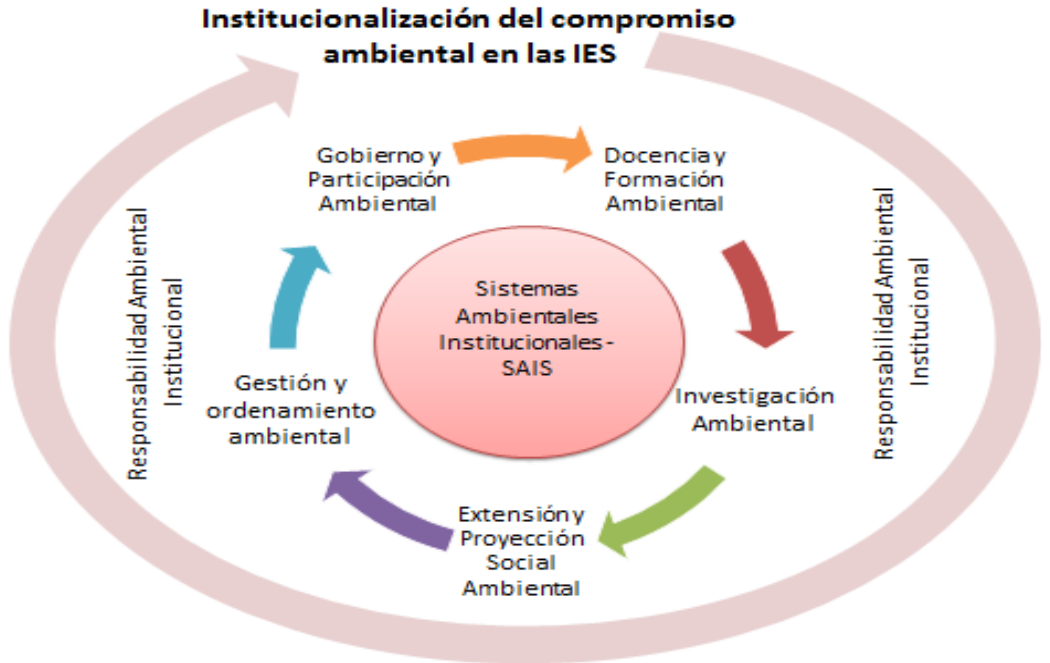 Institucionalización del compromiso
ambiental en las IES
Gobierno y
Participación
Ambiental
Docencia y
Formación
Ambiental
Responsabilidad Ambiental
Institucional
Sistemas
Ambientales
Institucionales-
SAIS
Responsabilidad Ambiental
Institucional
Gestión y
ordenamiento
ambiental
Investigación
Ambiental
Extensión y
Proyección
Social
Ambiental